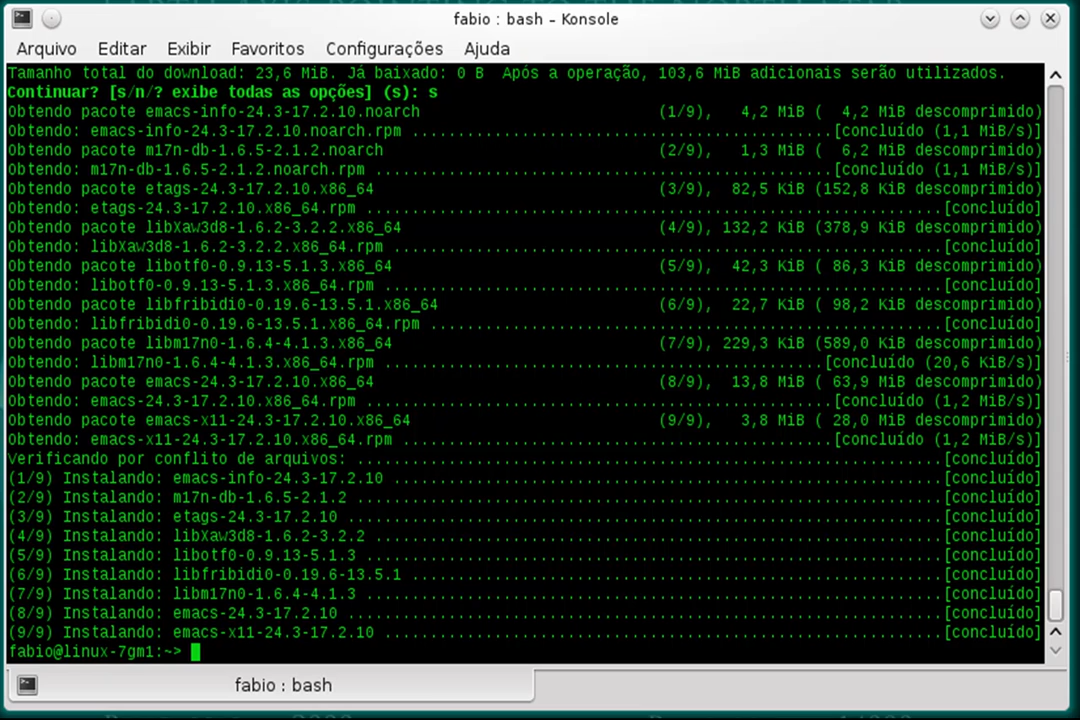 fabio : bash – Konsole
Arquivo Editar Exibir Favoritos Configurações Ajuda
Tamanho total do download: 23,6 MiB. Já baixado: 0 B  Após a operação, 103,6 MiB adicionais serão utilizados.
Continuar? [s/n/? exibe todas as opções] (s): s
Obtendo pacote emacs-info-24.3-17.2.10.noarch (1/9),   4,2 MiB (  4,2 MiB descomprimido)
Obtendo: emacs-info-24.3-17.2.10.noarch.rpm ..............................................[concluído (1,1 MiB/s)]
Obtendo pacote m17n-db-1.6.5-2.1.2.noarch (2/9),   1,3 MiB (  6,2 MiB descomprimido)
Obtendo: m17n-db-1.6.5-2.1.2.noarch.rpm ..................................................[concluído (1,1 MiB/s)]
Obtendo pacote etags-24.3-17.2.10.x86_64 (3/9),  82,5 KiB (152,8 KiB descomprimido)
Obtendo: etags-24.3-17.2.10.x86_64.rpm ................................................................[concluído]
Obtendo pacote libXaw3d8-1.6.2-3.2.2.x86_64 (4/9), 132,2 KiB (378,9 KiB descomprimido)
Obtendo: libXaw3d8-1.6.2-3.2.2.x86_64.rpm .............................................................[concluído]
Obtendo pacote libotf0-0.9.13-5.1.3.x86_64 (5/9),  42,3 KiB ( 86,3 KiB descomprimido)
Obtendo: libotf0-0.9.13-5.1.3.x86_64.rpm ..............................................................[concluído]
Obtendo pacote libfribidi0-0.19.6-13.5.1.x86_64 (6/9),  22,7 KiB ( 98,2 KiB descomprimido)
Obtendo: libfribidi0-0.19.6-13.5.1.x86_64.rpm .........................................................[concluído]
Obtendo pacote libm17n0-1.6.4-4.1.3.x86_64 (7/9), 229,3 KiB (589,0 KiB descomprimido)
Obtendo: libm17n0-1.6.4-4.1.3.x86_64.rpm .................................................[concluído (20,6 KiB/s)]
Obtendo pacote emacs-24.3-17.2.10.x86_64 (8/9),  13,8 MiB ( 63,9 MiB descomprimido)
Obtendo: emacs-24.3-17.2.10.x86_64.rpm ...................................................[concluído (1,2 MiB/s)]
Obtendo pacote emacs-x11-24.3-17.2.10.x86_64 (9/9),   3,8 MiB ( 28,0 MiB descomprimido)
Obtendo: emacs-x11-24.3-17.2.10.x86_64.rpm ...............................................[concluído (1,2 MiB/s)]
Verificando por conflito de arquivos: .................................................................[concluído]
(1/9) Instalando: emacs-info-24.3-17.2.10 .............................................................[concluído]
(2/9) Instalando: m17n-db-1.6.5-2.1.2 .................................................................[concluído]
(3/9) Instalando: etags-24.3-17.2.10 ..................................................................[concluído]
(4/9) Instalando: libXaw3d8-1.6.2-3.2.2 ...............................................................[concluído]
(5/9) Instalando: libotf0-0.9.13-5.1.3 ................................................................[concluído]
(6/9) Instalando: libfribidi0-0.19.6-13.5.1 ...........................................................[concluído]
(7/9) Instalando: libm17n0-1.6.4-4.1.3 ................................................................[concluído]
(8/9) Instalando: emacs-24.3-17.2.10 ..................................................................[concluído]
(9/9) Instalando: emacs-x11-24.3-17.2.10 ..............................................................[concluído]
fabio@linux-7gm1:~>
fabio : bash